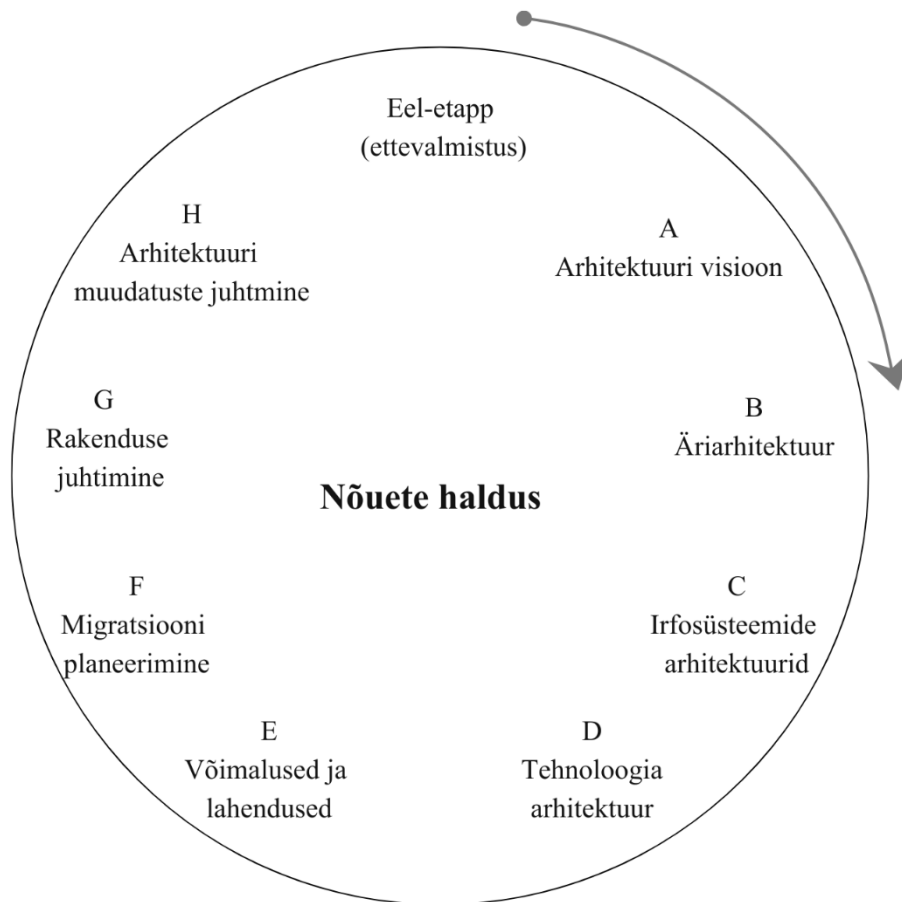 Eel-etapp
(ettevalmistus)
A
Arhitektuuri visioon
B
Äriarhitektuur
C
Irfosüsteemide
arhitektuurid
D
Tehnoloogia
arhitektuur
E
Võimalused ja
lahendused
F
Migratsiooni
planeerimine
G
Rakenduse
juhtimine
H
Arhitektuuri
muudatuste juhtmine
Nõuete haldus